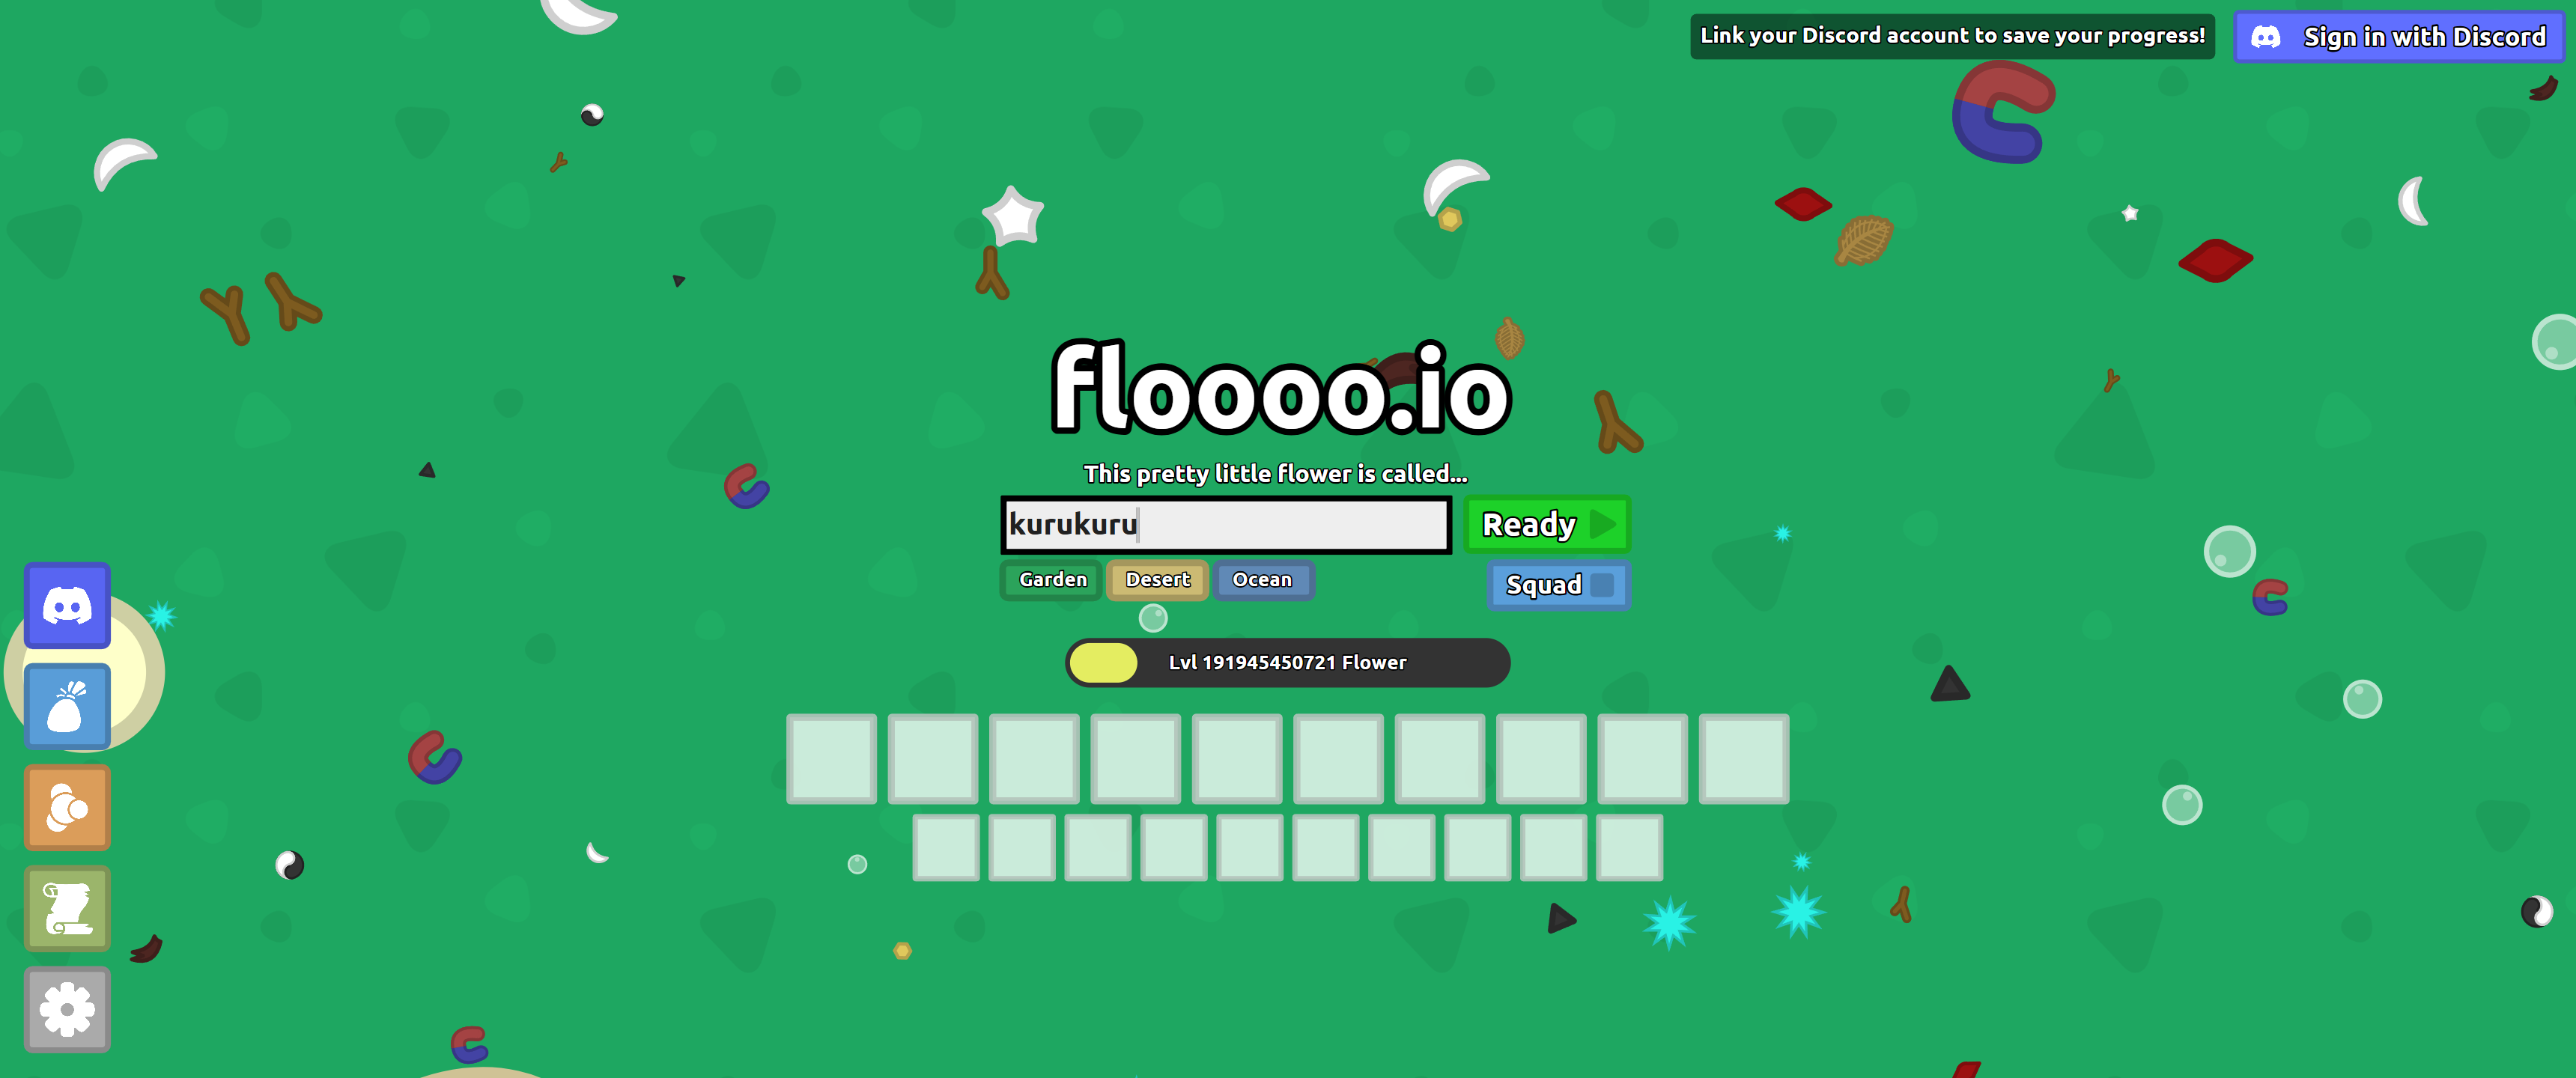 Link your Discord account to save your progress!
Sign in with Discord
floooo.io
This pretty little flower is called...
kurukuru
Ready
Garden
Desert
Ocean
Squad
Lvl 191945450721 Flower